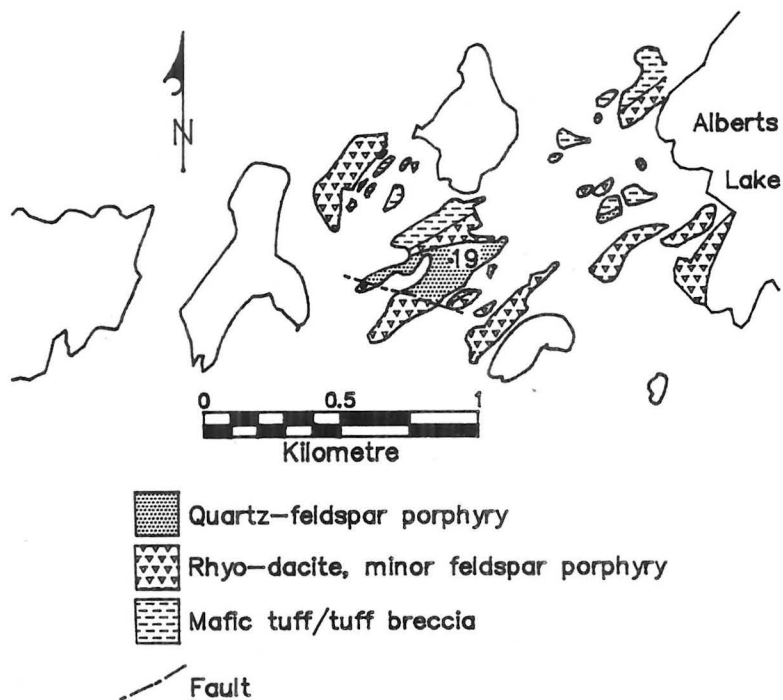 N
Alberts
Lake
19
0 0.5 1
Kilometre
Quartz-feldspar porphyry
Rhyo-dacite, minor feldspar porphyry
Mafic tuff/tuff breccia
Fault